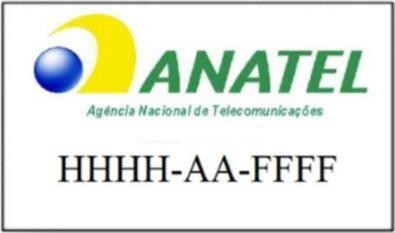 ANATEL
Agência Nacional de Telecomunicações
HHHH-AA-FFFF